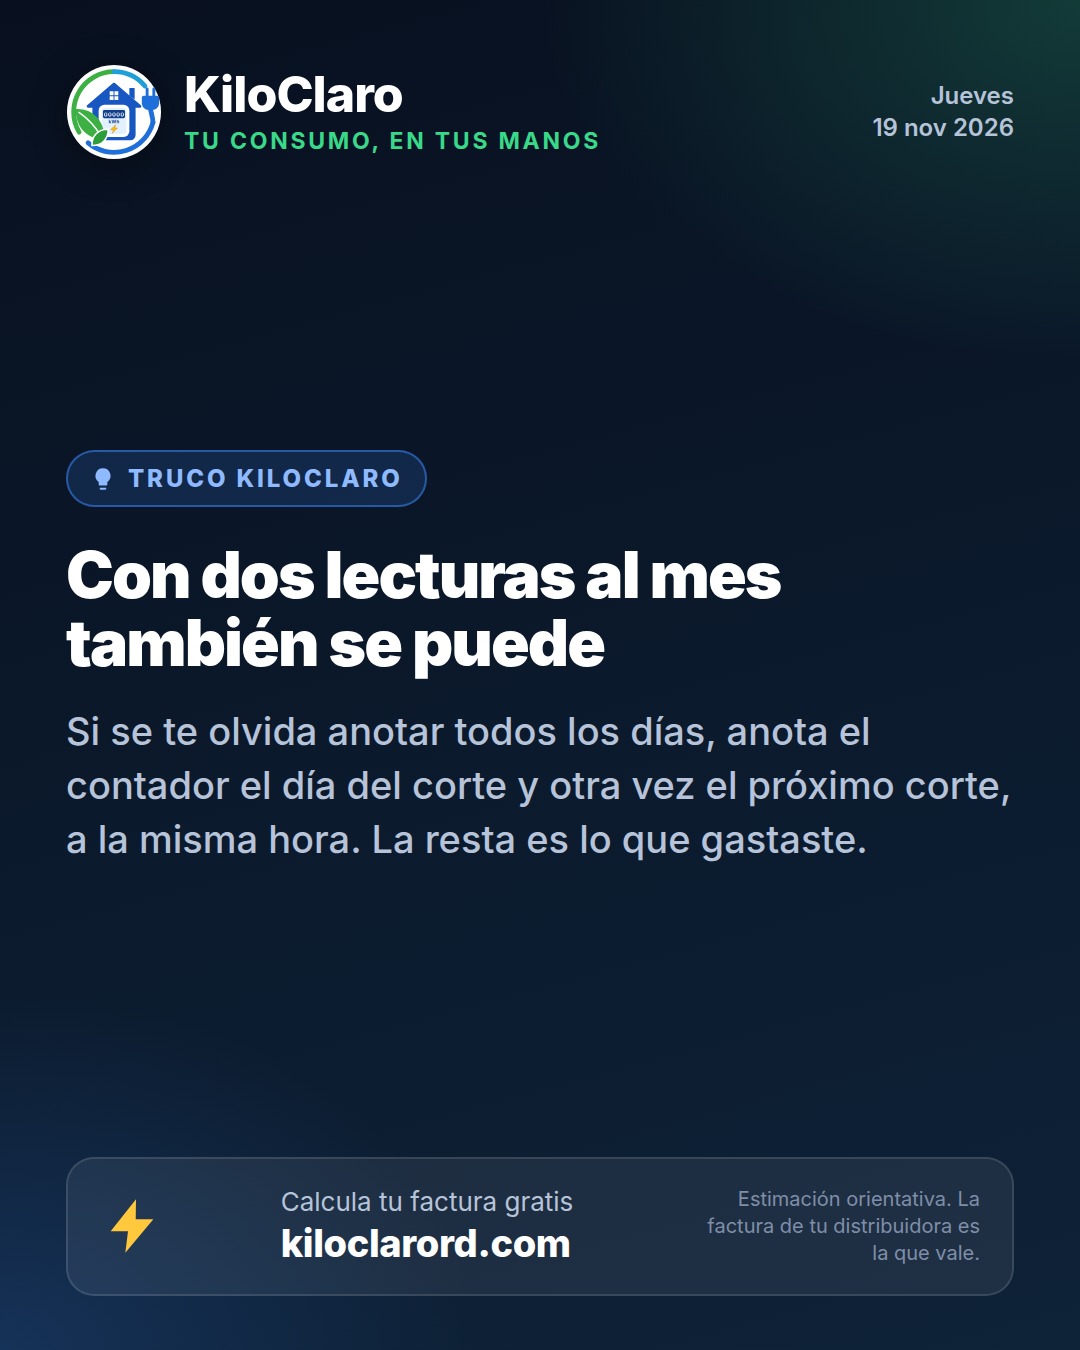 KiloClaro
TU CONSUMO, EN TUS MANOS
Jueves
19 nov 2026
TRUCO KILOCLARO
Con dos lecturas al mes
también se puede
Si se te olvida anotar todos los días, anota el
contador el día del corte y otra vez el próximo corte,
a la misma hora. La resta es lo que gastaste.
Calcula tu factura gratis
kiloclarord.com
Estimación orientativa. La
factura de tu distribuidora es
la que vale.